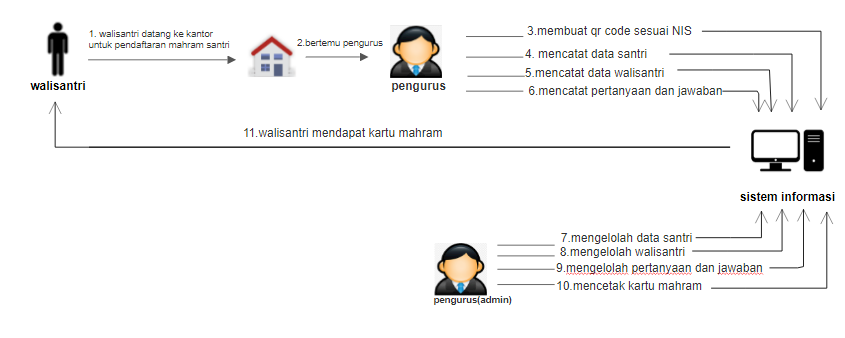 1. walisantri datang ke kantor
untuk pendaftaran mahram santri
2.bertemu pengurus
3.membuat qr code sesuai NIS
4. mencatat data santri
5.mencatat data walisantri
6.mencatat pertanyaan dan jawaban
walisantri
pengurus
11.walisantri mendapat kartu mahram
sistem informasi
7.mengelolah data santri
8.mengelolah walisantri
9.mengelolah pertanyaan dan jawaban
10.mencetak kartu mahram
pengurus(admin)